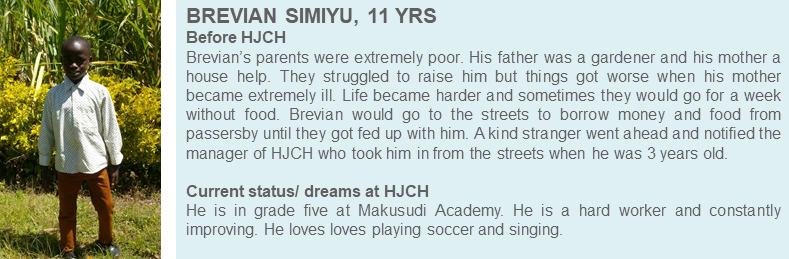 BREVIAN SIMIYU, 11 YRS
Before HJCH
Brevian's parents were extremely poor. His father was a gardener and his mother a
house help. They struggled to raise him but things got worse when his mother
became extremely ill. Life became harder and sometimes they would go for a week
without food. Brevian would go to the streets to borrow money and food from
passersby until they got fed up with him. A kind stranger went ahead and notified the
manager of HJCH who took him in from the streets when he was 3 years old.
Current status/ dreams at HJCH
He is in grade five at Makusudi Academy. He is a hard worker and constantly
improving. He loves loves playing soccer and singing.